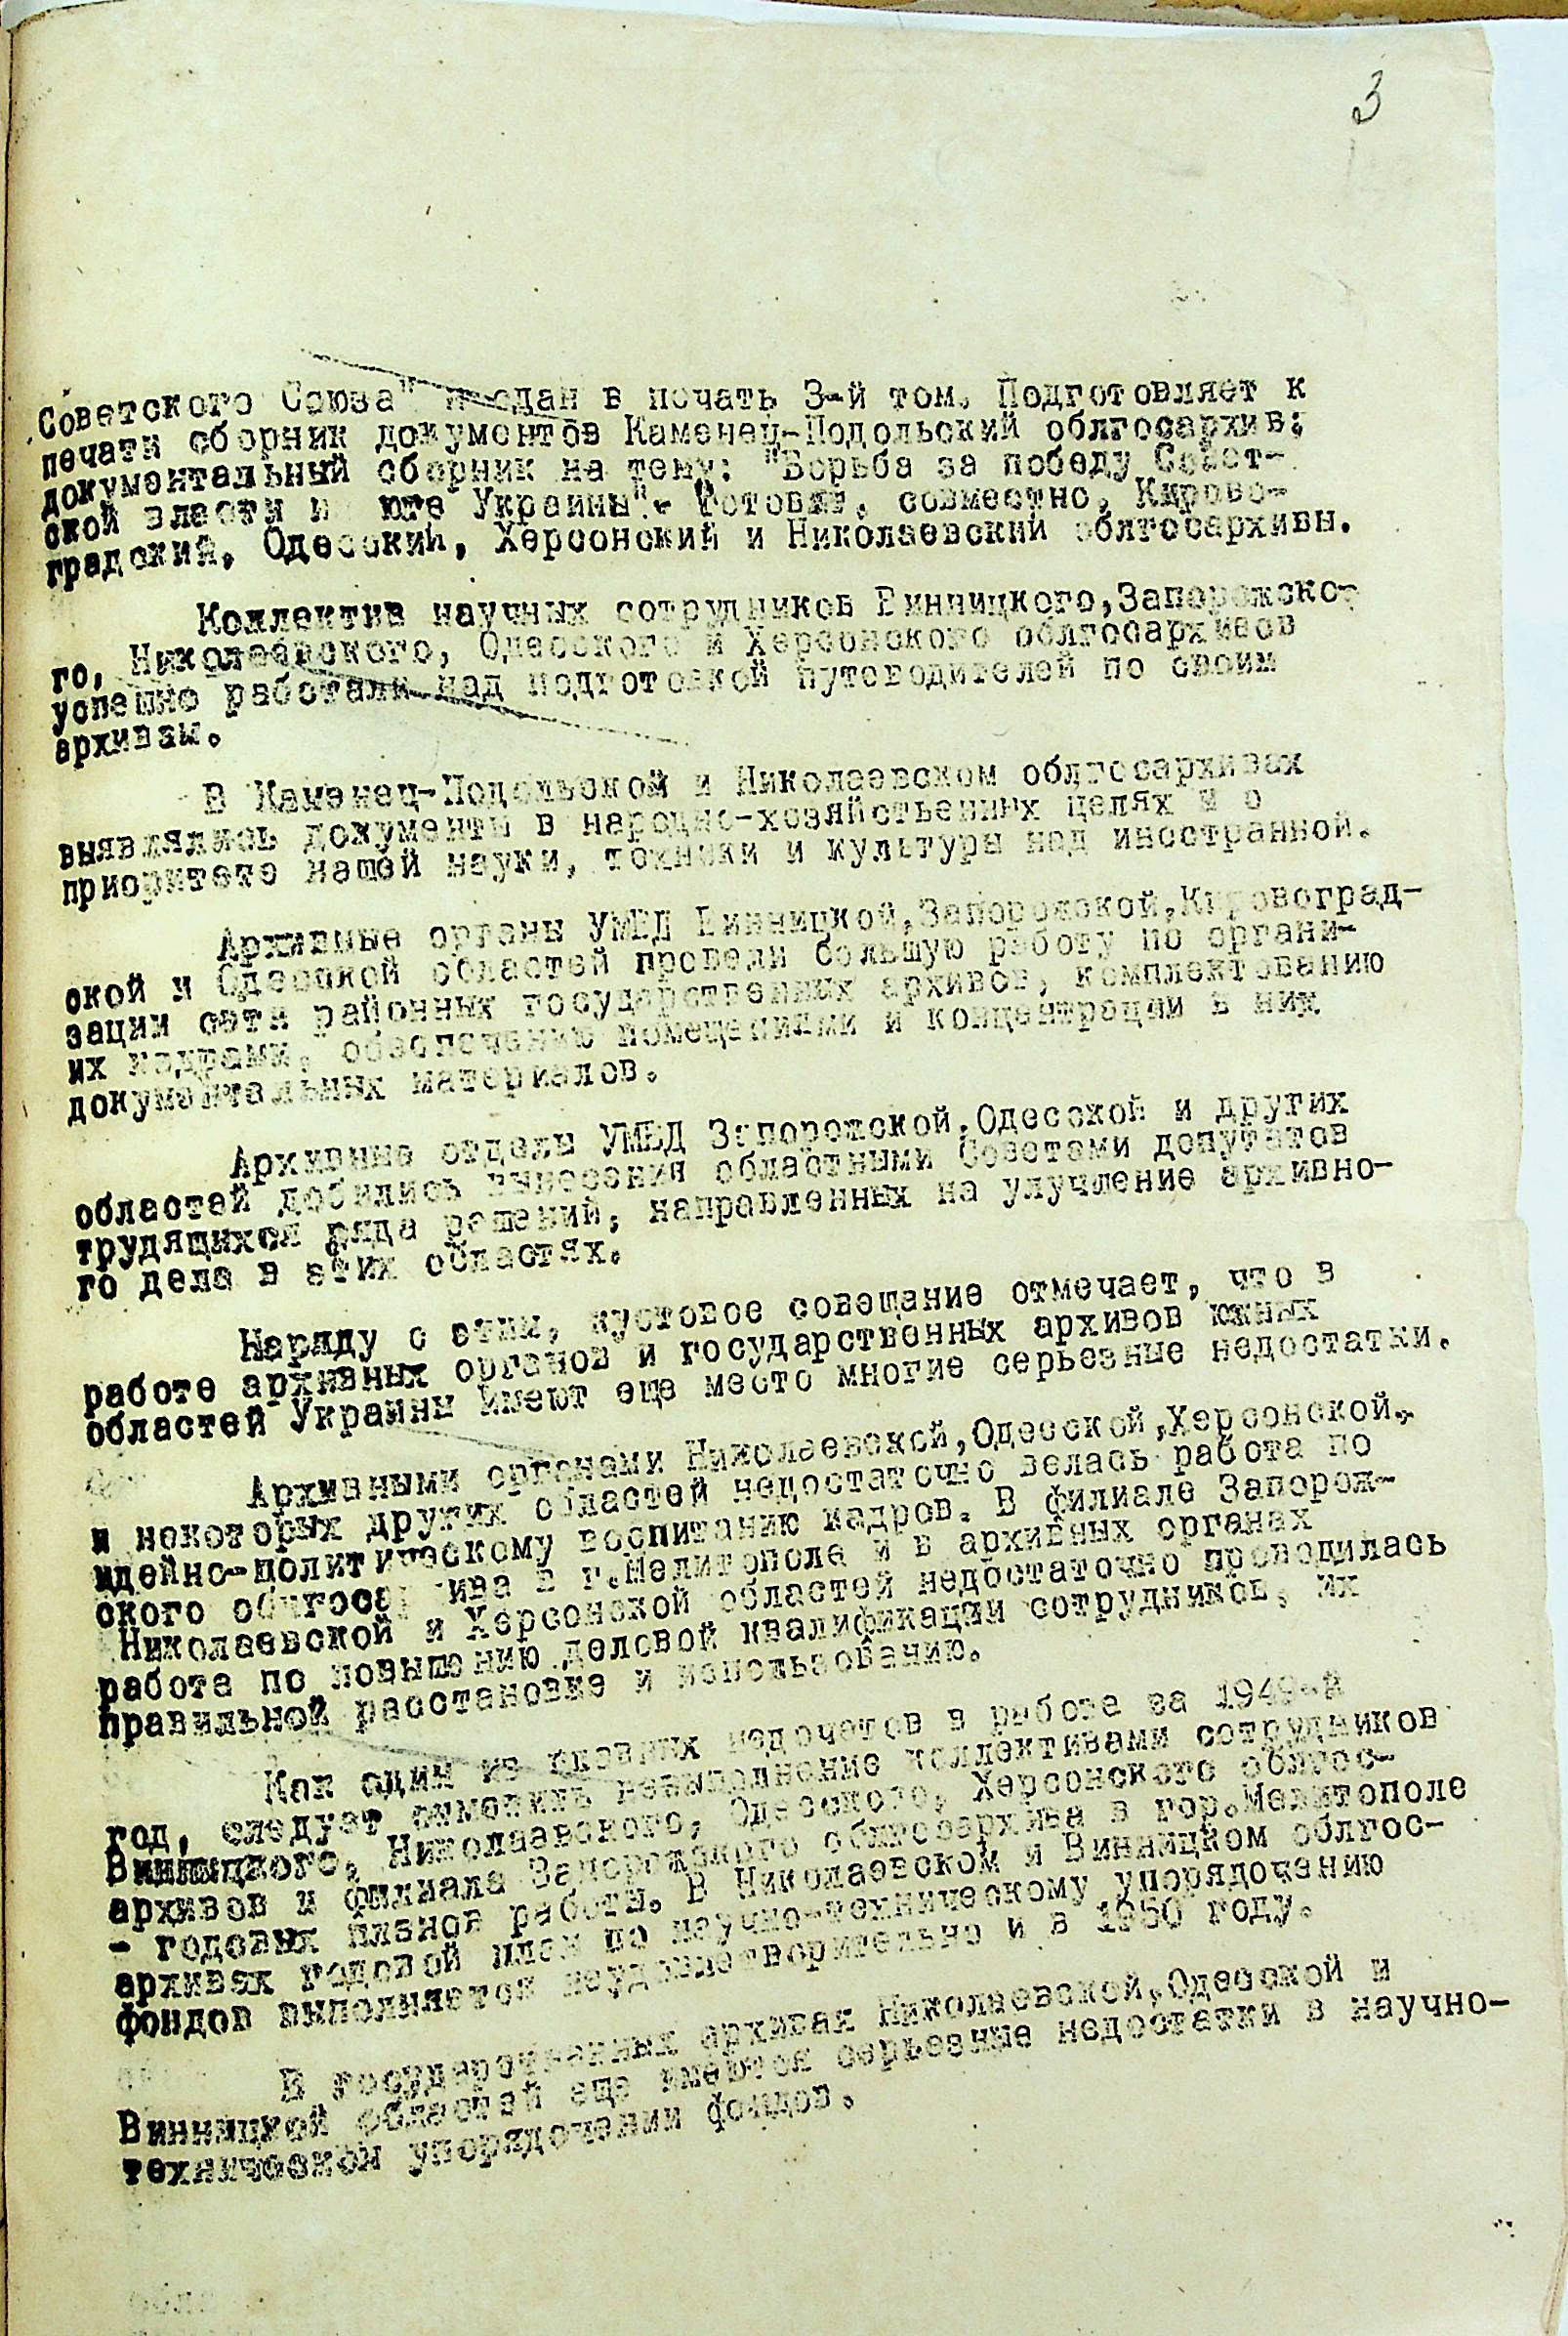 3
Советского Союза" и сдан в печать 3-й том. Подготовляет к
печати сборник документов Каменец-Подольский облгосархив;
документальный сборник на тему: "Борьба за победу Совет-
ской власти на юге Украины" - готовят, совместно, Кирово-
градский, Одесский, Херсонский и Николаевский облгосархивы.
Коллектив научных сотрудников Винницкого, Запорожско-
го, Николаевского, Одесского и Херсонского облгосархивов
успешно работали над подготовкой путеводителей по своим
архивам.
В Каменец-Подольской и Николаевском облгосархивах
выявлялись документы в народно-хозяйственных целях и о
приоритете нашей науки, техники и культуры над иностранной.
Архивные органы УМВД Винницкой, Запорожской, Кировоград-
ской и Одесской областей провели большую работу по органи-
зации сети районных государственных архивов, комплектованию
их кадрами, обеспечению помещениями и концентрации в них
документальных материалов.
Архивные отделы УМВД Запорожской, Одесской и других
областей добились вынесения областными Советами депутатов
трудящихся ряда решений, направленных на улучшение архивно-
го дела в этих областях.
Наряду с этим, кустовое совещание отмечает, что в
работе архивных органов и государственных архивов южных
областей Украины имеют еще место многие серьезные недостатки.
Архивными органами Николаевской, Одесской, Херсонской,
и некоторых других областей недостаточно велась работа по
идейно-политическому воспитанию кадров. В филиале Запорож-
ского облгосархива в г.Мелитополе и в архивных органах
Николаевской и Херсонской областей недостаточно проводилась
работа по повышению деловой квалификации сотрудников, их
правильной расстановке и использованию.
Как один из главных недочетов в работе за 1949-й
год, следует отметить невыполнение коллективами сотрудников
Винницкого, Николаевского, Одесского, Херсонского облгос-
архивов и филиала Запорожского облгосархива в гор.Мелитополе
- годовых планов работы. В Николаевском и Винницком облгос-
архивах годовой план по научно-техническому упорядочению
фондов выполняется неудовлетворительно и в 1950 году.
В государственных архивах Николаевской, Одесской и
Винницкой областей еще имеются серьезные недостатки в научно-
техническом упорядочении фондов.